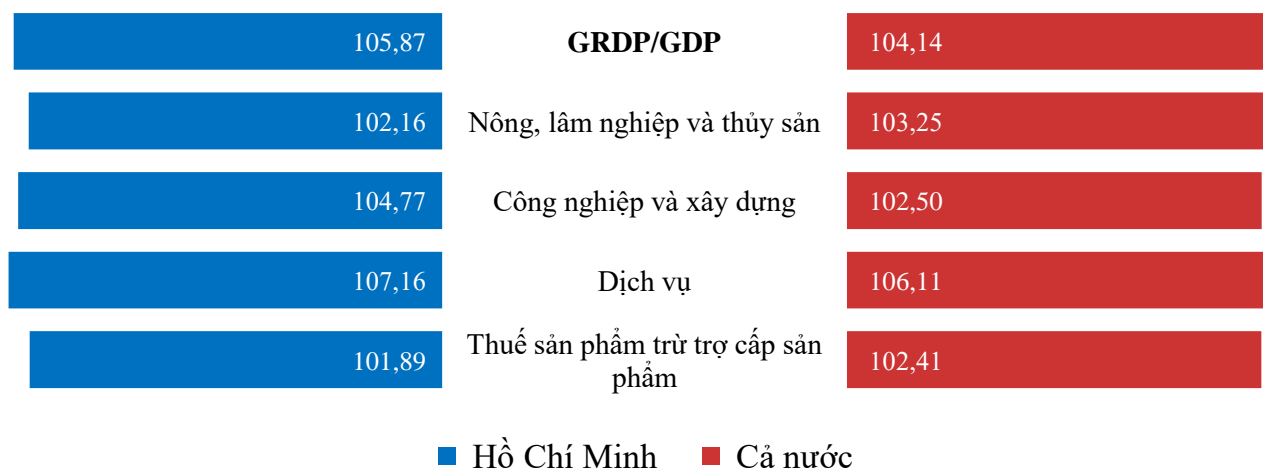 105,87 GRDP/GDP 104,14
102,16 Nông, lâm nghiệp và thủy sản 103,25
104,77 Công nghiệp và xây dựng 102,50
107,16 Dịch vụ 106,11
101,89 Thuế sản phẩm trừ trợ cấp sản 102,41
phẩm
Hồ Chí Minh Cả nước